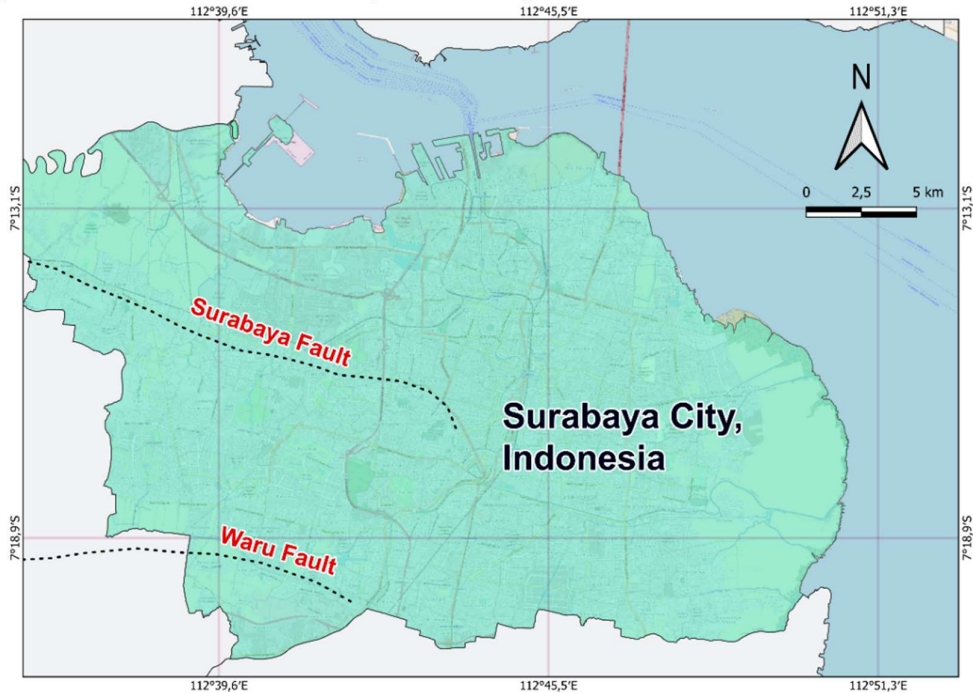 112°39,6'E
112°45,5'E
112°51,3'E
N
0 2,5 5 km
7°13,1'S
7°13,1'S
Surabaya Fault
Surabaya City,
Indonesia
Waru Fault
7°18,9'S
7°18,9'S
112°39,6'E
112°45,5'E
112°51,3'E